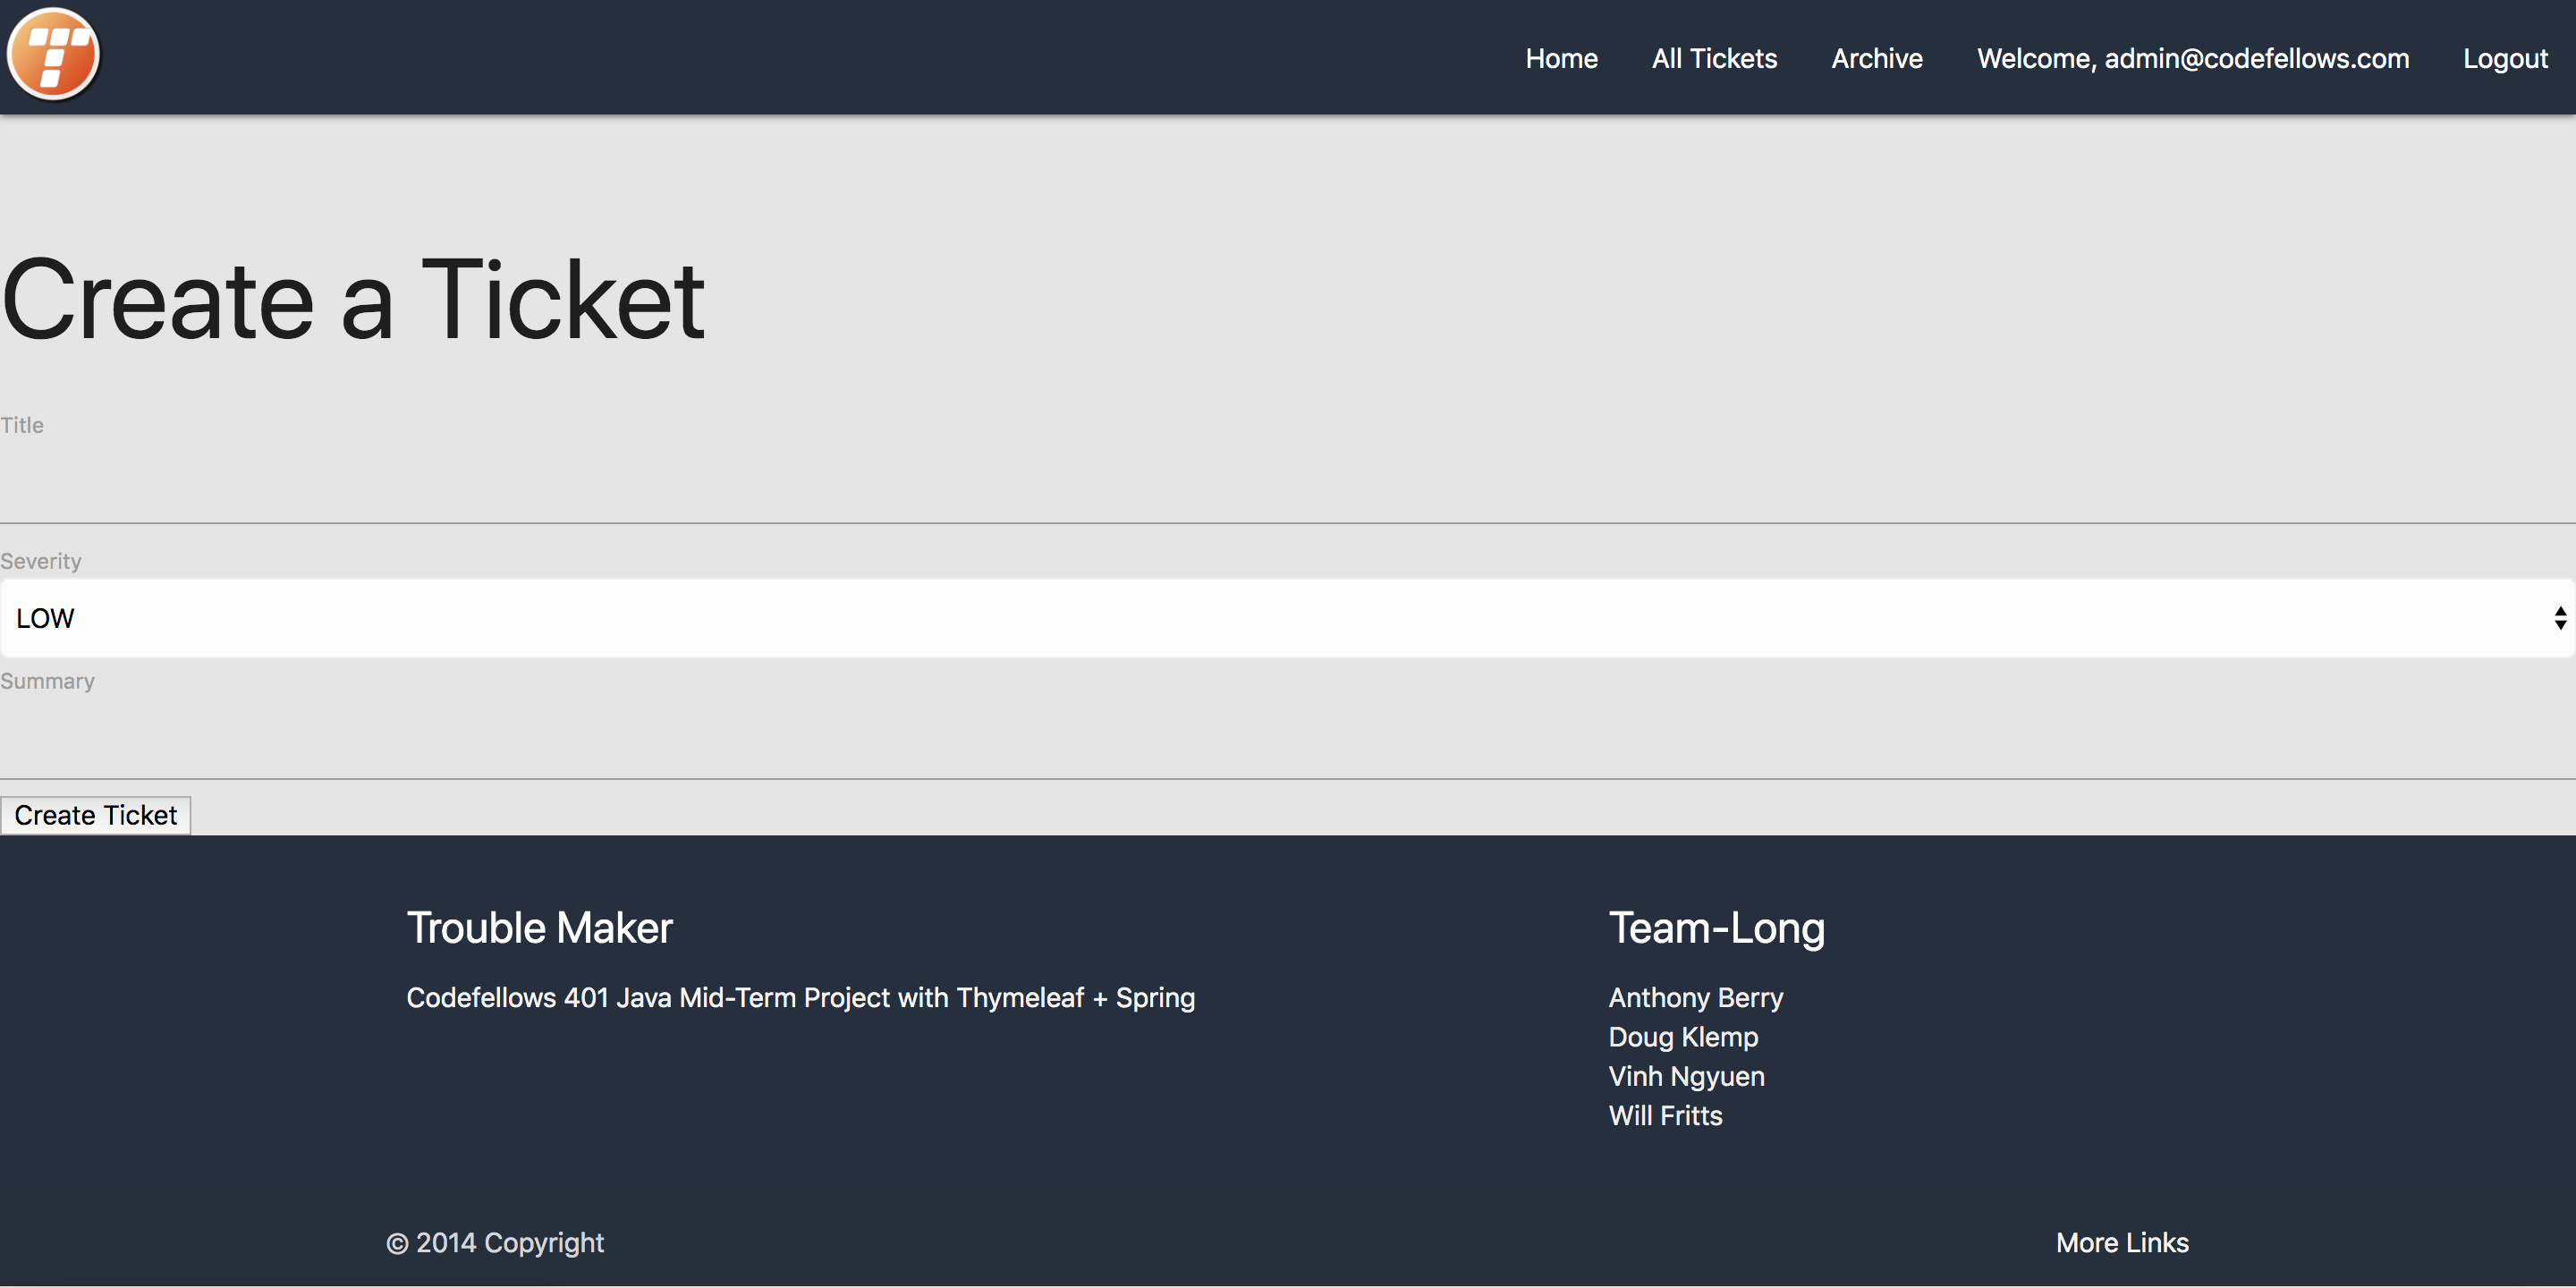 T
Home All Tickets Archive Welcome, admin@codefellows.com Logout
Create a Ticket
Title
Severity
LOW
Summary
Create Ticket
Trouble Maker
Codefellows 401 Java Mid-Term Project with Thymeleaf + Spring
Team-Long
Anthony Berry
Doug Klemp
Vinh Ngyuen
Will Fritts
© 2014 Copyright
More Links